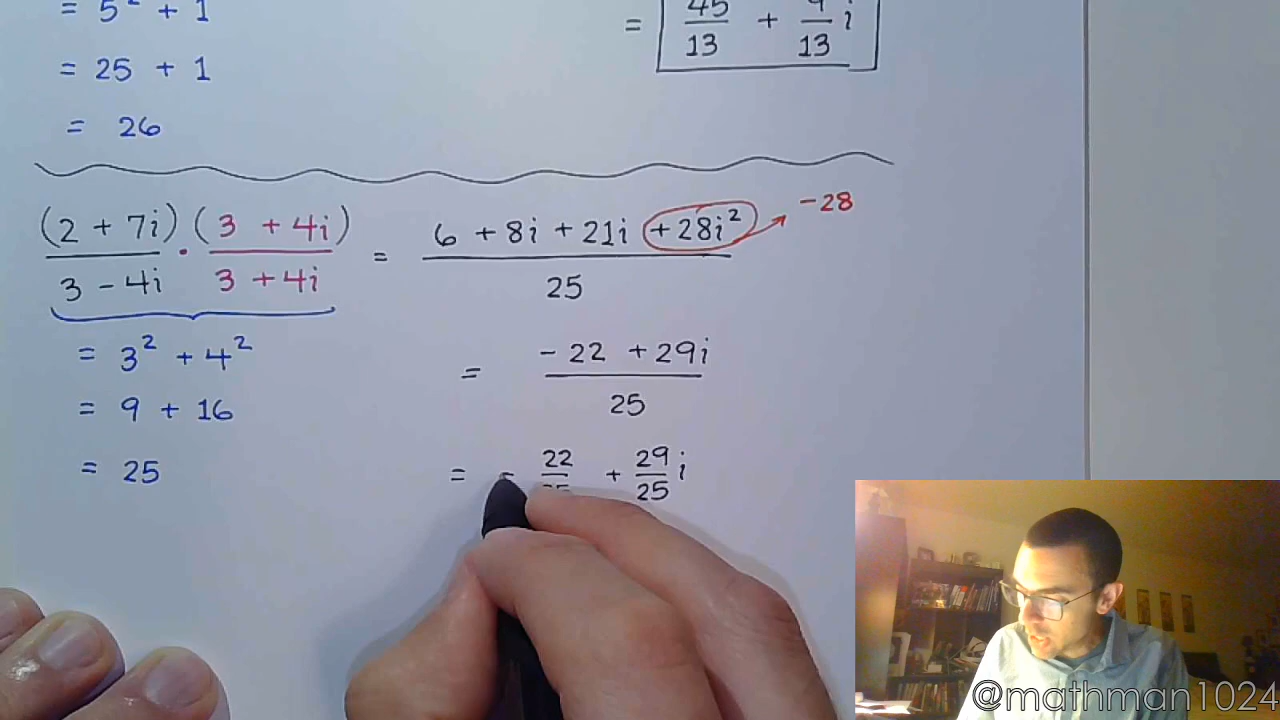 = 5² + 1
= 25 + 1
= 26
= 45/13 + 9/13 i
(2 + 7i)/(3 - 4i) · (3 + 4i)/(3 + 4i) = (6 + 8i + 21i + 28i²)/25
-28
= 3² + 4²
= 9 + 16
= 25
= (-22 + 29i)/25
= - 22/25 + 29/25 i
@mathman1024